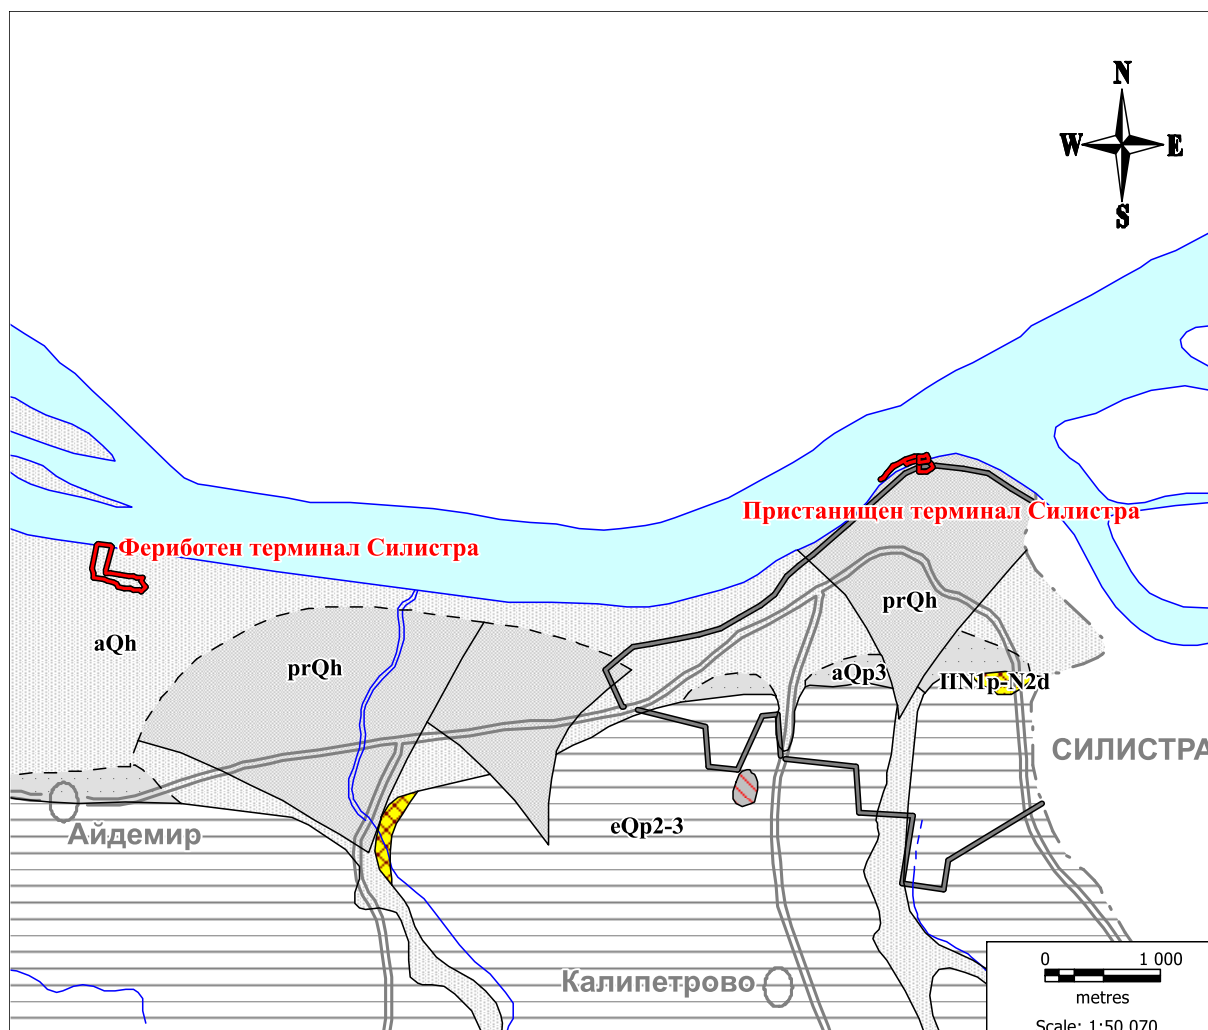 N
W E
S
Пристанищен терминал Силистра
Фериботен терминал Силистра
prQh
aQh
prQh
aQp3
IIN1p-N2d
СИЛИСТРА
eQp2-3
Айдемир
Калипетрово
0 1 000
metres
Scale: 1:50 070